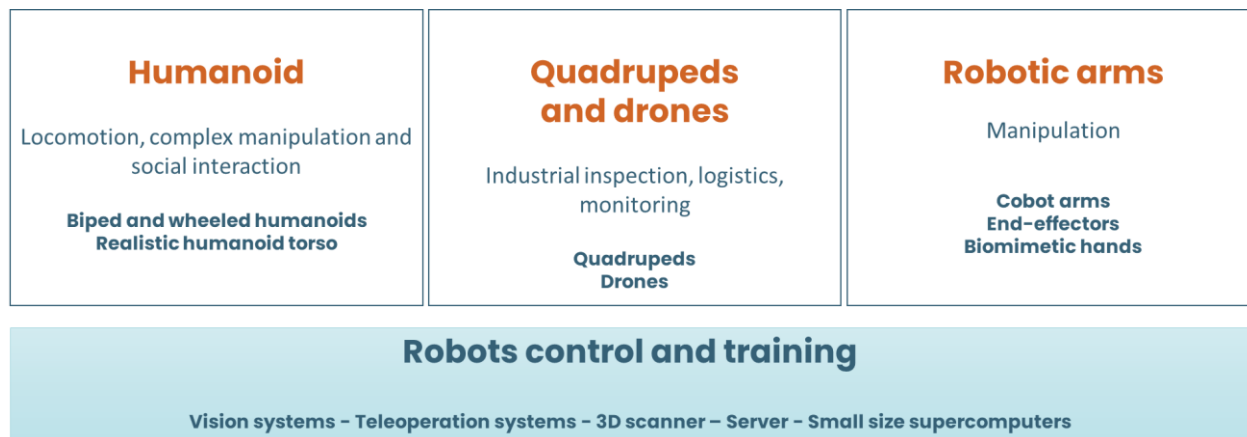 Humanoid
Locomotion, complex manipulation and
social interaction
Biped and wheeled humanoids
Realistic humanoid torso
Quadrupeds
and drones
Industrial inspection, logistics,
monitoring
Quadrupeds
Drones
Robotic arms
Manipulation
Cobot arms
End-effectors
Biomimetic hands
Robots control and training
Vision systems - Teleoperation systems - 3D scanner – Server - Small size supercomputers